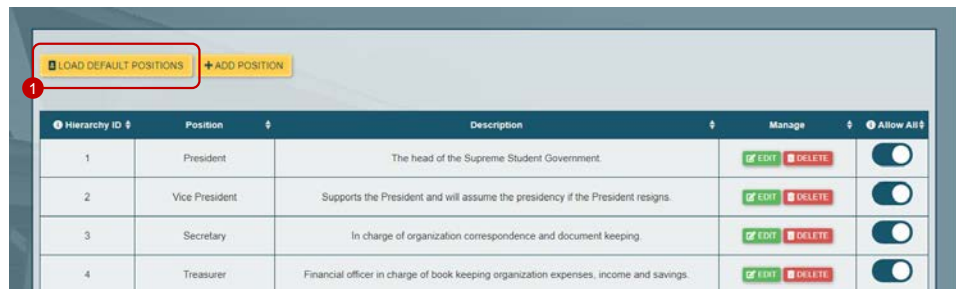 LOAD DEFAULT POSITIONS + ADD POSITION
1
Hierarchy ID Position Description Manage Allow All
1 President The head of the Supreme Student Government. EDIT DELETE
2 Vice President Supports the President and will assume the presidency if the President resigns. EDIT DELETE
3 Secretary In charge of organization correspondence and document keeping. EDIT DELETE
4 Treasurer Financial officer in charge of book keeping organization expenses, income and savings. EDIT DELETE